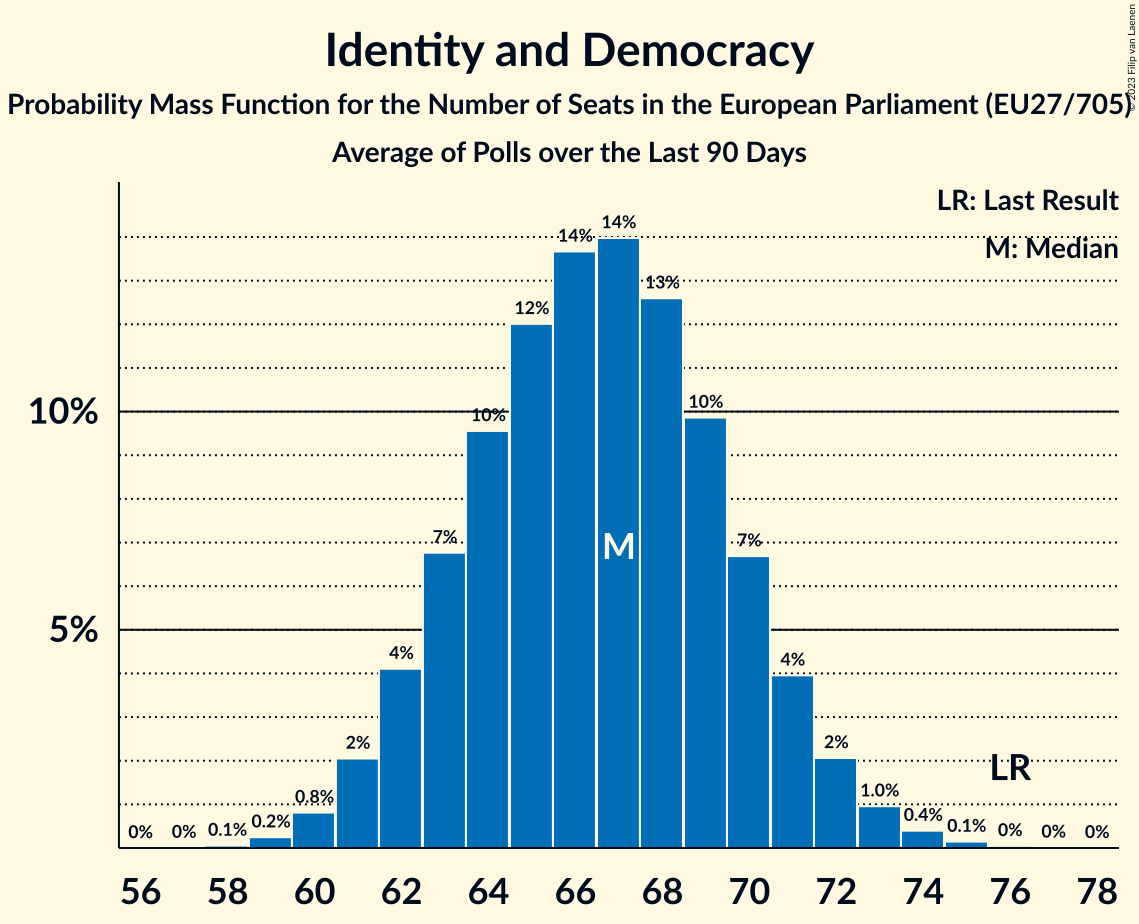 Identity and Democracy
Probability Mass Function for the Number of Seats in the European Parliament (EU27/705)
Average of Polls over the Last 90 Days
© 2023 Filip van Laenen
LR: Last Result
M: Median
14%
14%
13%
12%
10%
10%
10%
7%
M
7%
5%
4%
4%
2%
2%
LR
0.8%
1.0%
0% 0% 0.1% 0.2%
0.4% 0.1% 0% 0% 0%
56 58 60 62 64 66 68 70 72 74 76 78